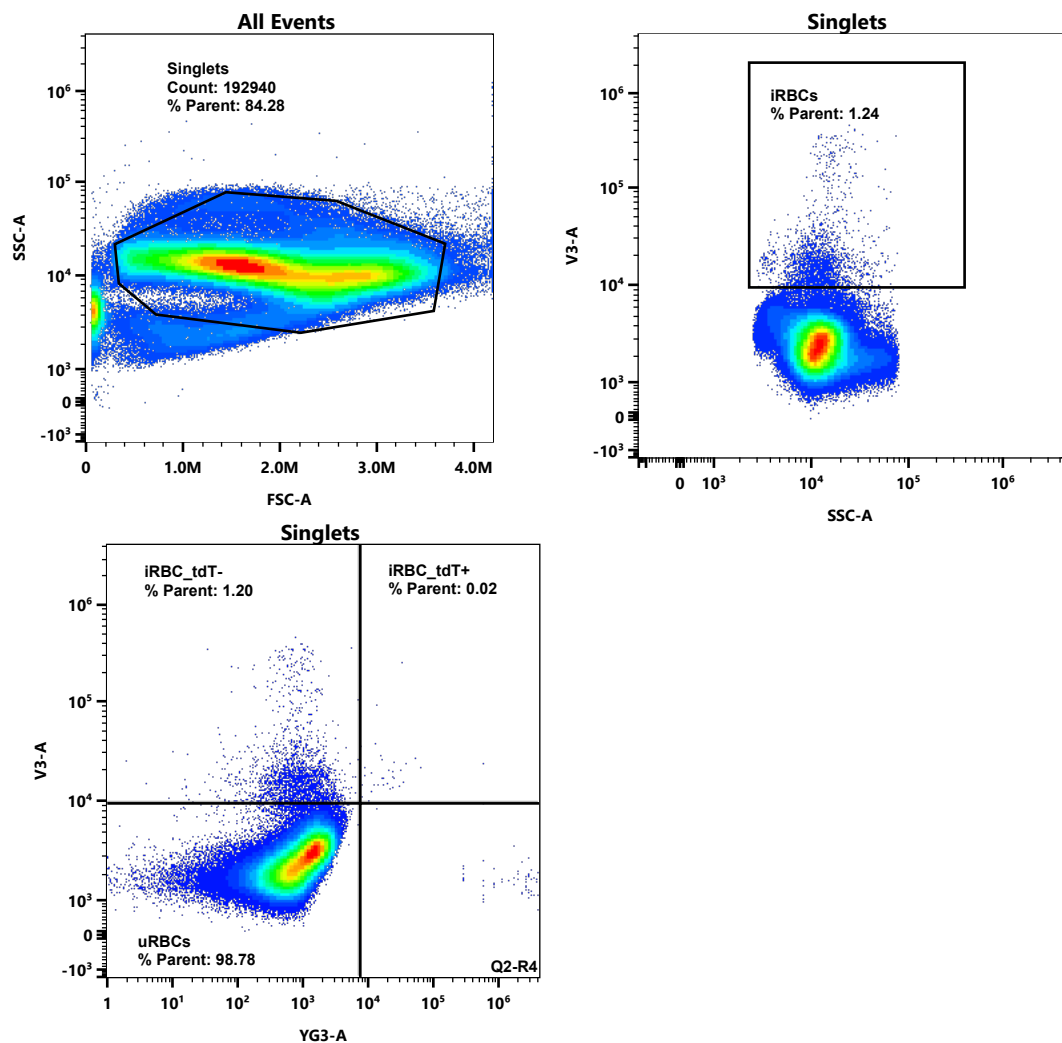 All Events
Singlets
Count: 192940
% Parent: 84.28
10⁶
10⁵
10⁴
10³
0
-10³
SSC-A
0
1.0M
2.0M
3.0M
4.0M
FSC-A
Singlets
iRBCs
% Parent: 1.24
10⁶
10⁵
10⁴
10³
0
-10³
V3-A
0
10³
10⁴
10⁵
10⁶
SSC-A
Singlets
iRBC_tdT-
% Parent: 1.20
iRBC_tdT+
% Parent: 0.02
10⁶
10⁵
10⁴
10³
0
-10³
V3-A
uRBCs
% Parent: 98.78
Q2-R4
1
10¹
10²
10³
10⁴
10⁵
10⁶
YG3-A